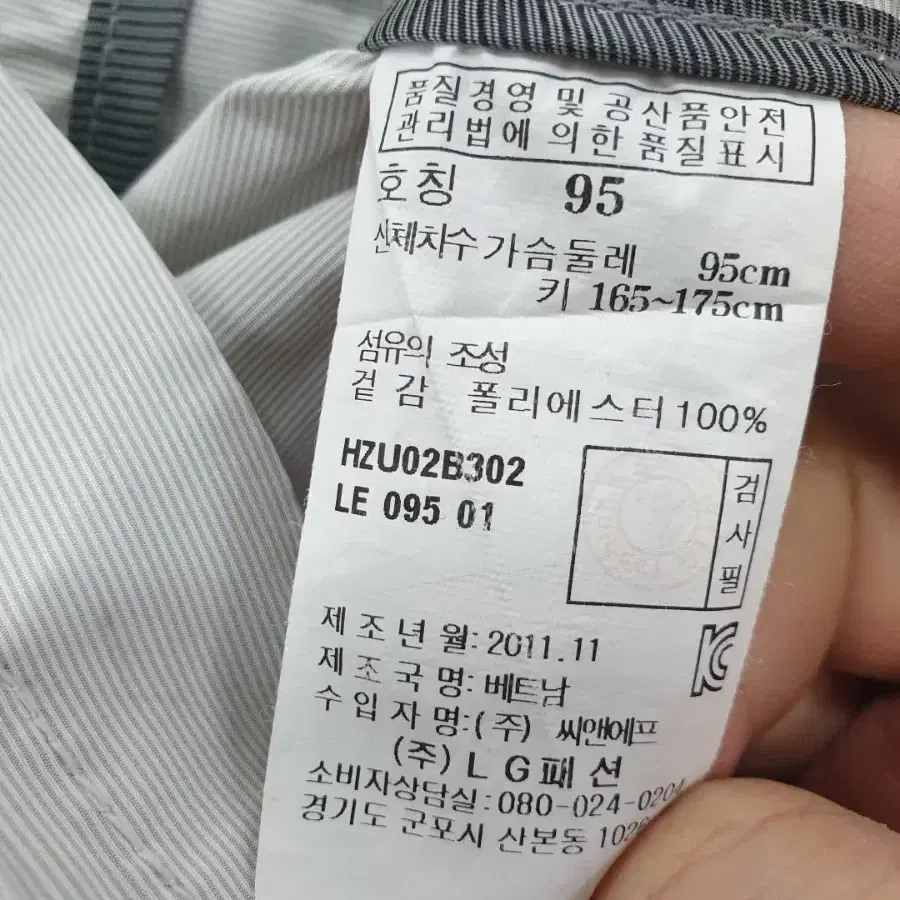 품질경영 및 공산품안전
관리법에 의한 품질표시
호칭 95
신체치수 가슴둘레 95cm
키 165~175cm
섬유의 조성
겉감 폴리에스터 100%
HZU02B302
LE 095 01
검사필
제조년월: 2011.11
제조국명: 베트남
수입자명: (주) 씨앤에프
(주) LG패션
소비자상담실: 080-024-0204
경기도 군포시 산본동